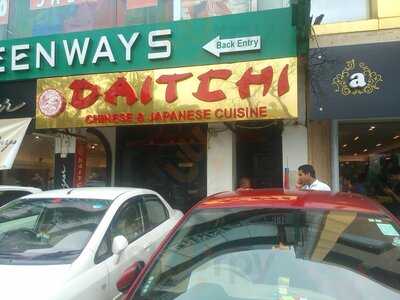 EENWAYS
Back Entry
DAITCHI
CHINESE & JAPANESE CUISINE
a